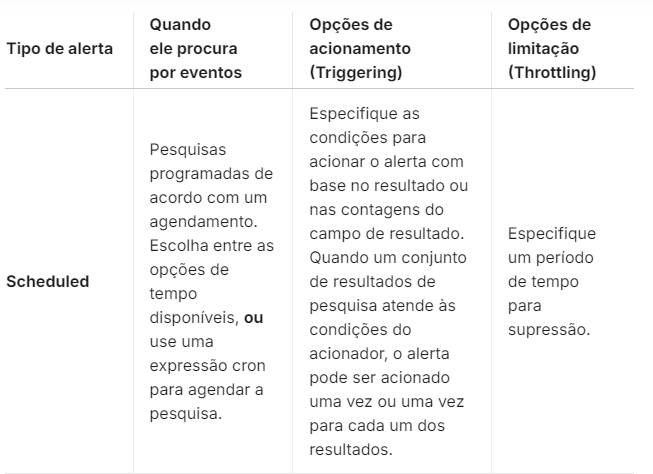 Tipo de alerta
Quando
ele procura
por eventos
Opções de
acionamento
(Triggering)
Opções de
limitação
(Throttling)
Scheduled
Pesquisas
programadas de
acordo com um
agendamento.
Escolha entre as
opções de
tempo
disponíveis, ou
use uma
expressão cron
para agendar a
pesquisa.
Especifique as
condições para
acionar o alerta com
base no resultado ou
nas contagens do
campo de resultado.
Quando um conjunto
de resultados de
pesquisa atende às
condições do
acionador, o alerta
pode ser acionado
uma vez ou uma vez
para cada um dos
resultados.
Especifique
um período
de tempo
para
supressão.